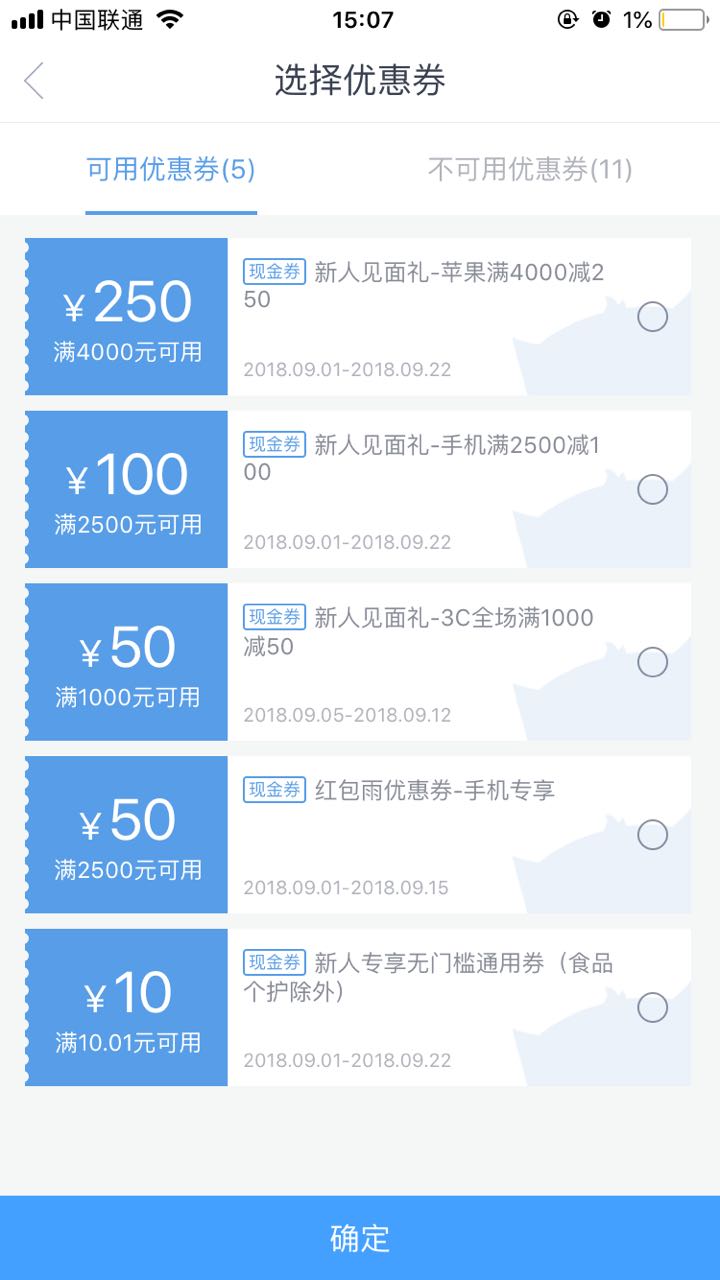 中国联通 15:07 1%
选择优惠券
可用优惠券(5) 不可用优惠券(11)
¥250
满4000元可用
现金券 新人见面礼-苹果满4000减2
50
2018.09.01-2018.09.22
¥100
满2500元可用
现金券 新人见面礼-手机满2500减1
00
2018.09.01-2018.09.22
¥50
满1000元可用
现金券 新人见面礼-3C全场满1000
减50
2018.09.05-2018.09.12
¥50
满2500元可用
现金券 红包雨优惠券-手机专享
2018.09.01-2018.09.15
¥10
满10.01元可用
现金券 新人专享无门槛通用券（食品
个护除外）
2018.09.01-2018.09.22
确定